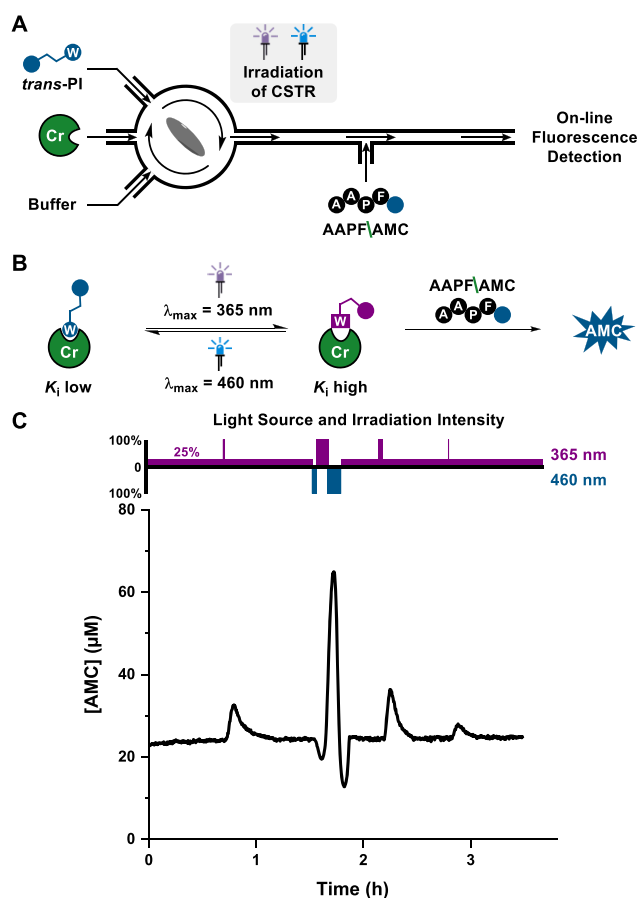 A
W
trans-PI
Cr
Buffer
Irradiation
of CSTR
On-line
Fluorescence
Detection
A A P F
AAPF\AMC
B
W
Cr
Ki low
λmax = 365 nm
λmax = 460 nm
W
Cr
Ki high
AAPF\AMC
A A P F
AMC
C
Light Source and Irradiation Intensity
100%
25%
365 nm
0
460 nm
100%
80
60
40
20
0
[AMC] (µM)
0 1 2 3
Time (h)